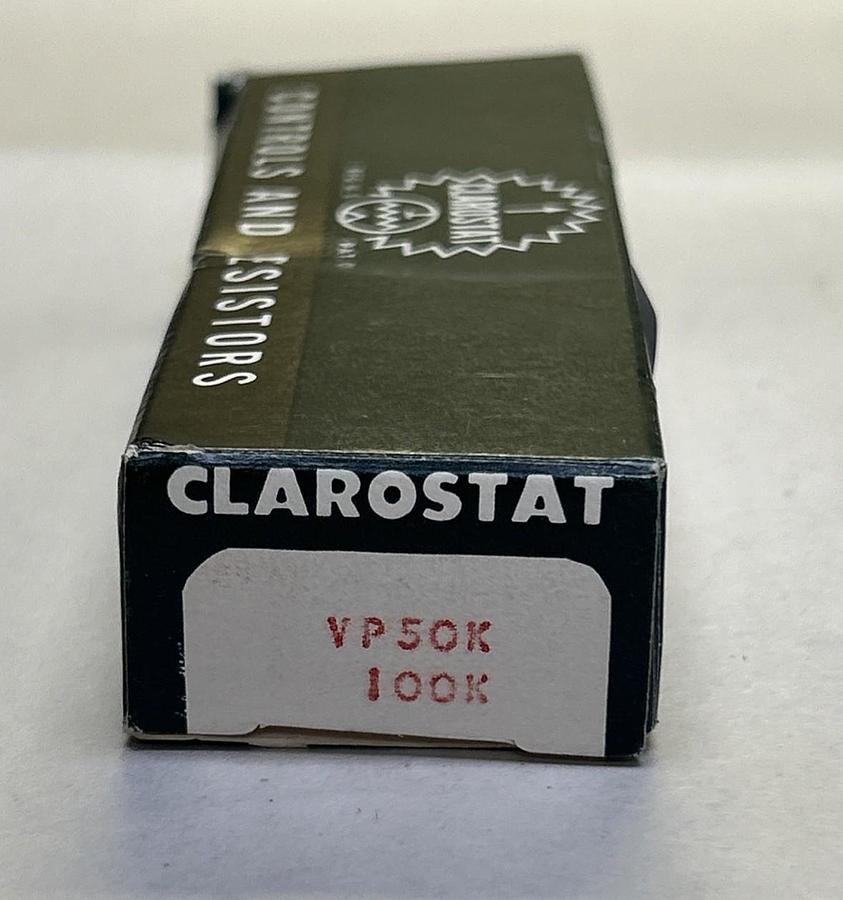 CONTROLS AND RESISTORS
CLAROSTAT
CLAROSTAT
VP50K
100K